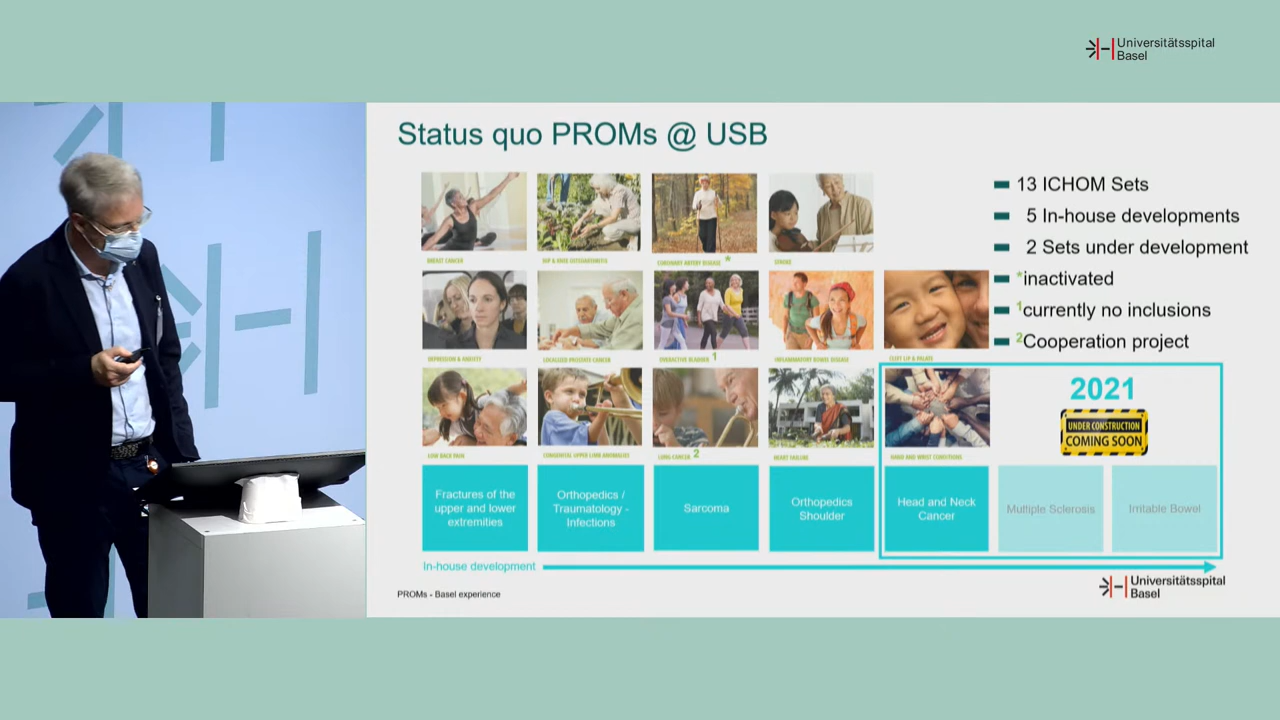 Universitätsspital
Basel
Status quo PROMs @ USB
13 ICHOM Sets
5 In-house developments
2 Sets under development
*inactivated
1currently no inclusions
2Cooperation project
BREAST CANCER
HIP & KNEE OSTEOARTHRITIS
CORONARY ARTERY DISEASE *
STROKE
DEPRESSION & ANXIETY
LOCALIZED PROSTATE CANCER
OVERACTIVE BLADDER 1
INFLAMMATORY BOWEL DISEASE
CLEFT LIP & PALATE
LOW BACK PAIN
CONGENITAL UPPER LIMB ANOMALIES
LUNG CANCER 2
HEART FAILURE
HAND AND WRIST CONDITIONS
2021
UNDER CONSTRUCTION
COMING SOON
Fractures of the
upper and lower
extremities
Orthopedics /
Traumatology -
Infections
Sarcoma
Orthopedics
Shoulder
Head and Neck
Cancer
Multiple Sclerosis
Irritable Bowel
In-house development
PROMs - Basel experience
Universitätsspital
Basel